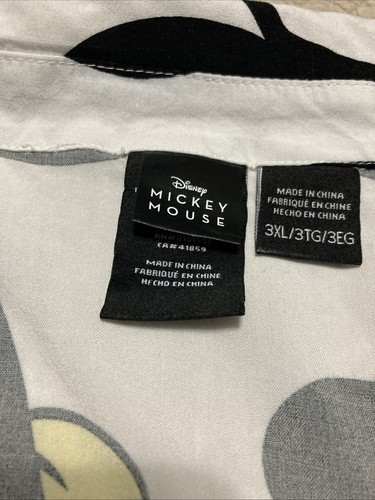 Disney
MICKEY
MOUSE
CA#41859
MADE IN CHINA
FABRIQUÉ EN CHINE
HECHO EN CHINA
MADE IN CHINA
FABRIQUÉ EN CHINE
HECHO EN CHINA
3XL/3TG/3EG